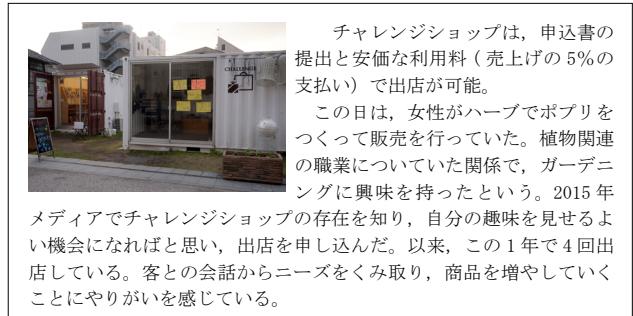 チャレンジショップは，申込書の
提出と安価な利用料（売上げの5％の
支払い）で出店が可能。
この日は，女性がハーブでポプリを
つくって販売を行っていた。植物関連
の職業についていた関係で，ガーデニ
ングに興味を持ったという。2015年
メディアでチャレンジショップの存在を知り，自分の趣味を見せるよ
い機会になればと思い，出店を申し込んだ。以来，この1年で4回出
店している。客との会話からニーズをくみ取り，商品を増やしていく
ことにやりがいを感じている。
CHALLENGE